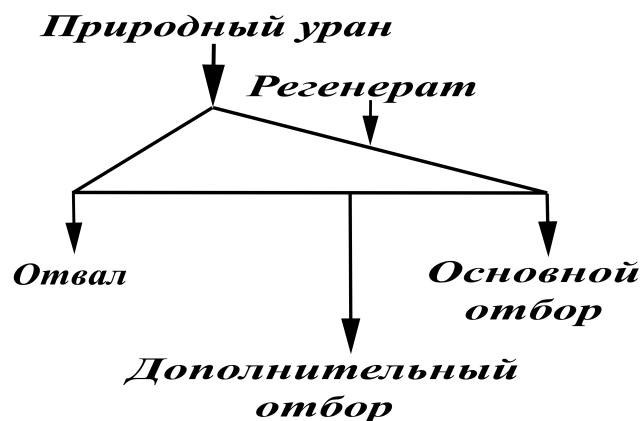 Природный уран
Регенерат
Отвал
Основной
отбор
Дополнительный
отбор